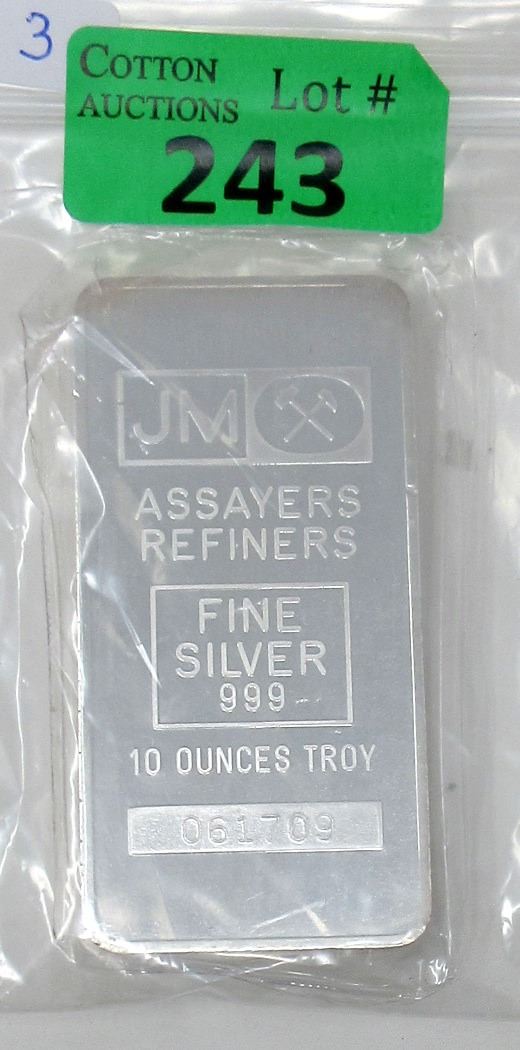 3
COTTON AUCTIONS Lot #
243
JM
ASSAYERS
REFINERS
FINE
SILVER
999
10 OUNCES TROY
061709